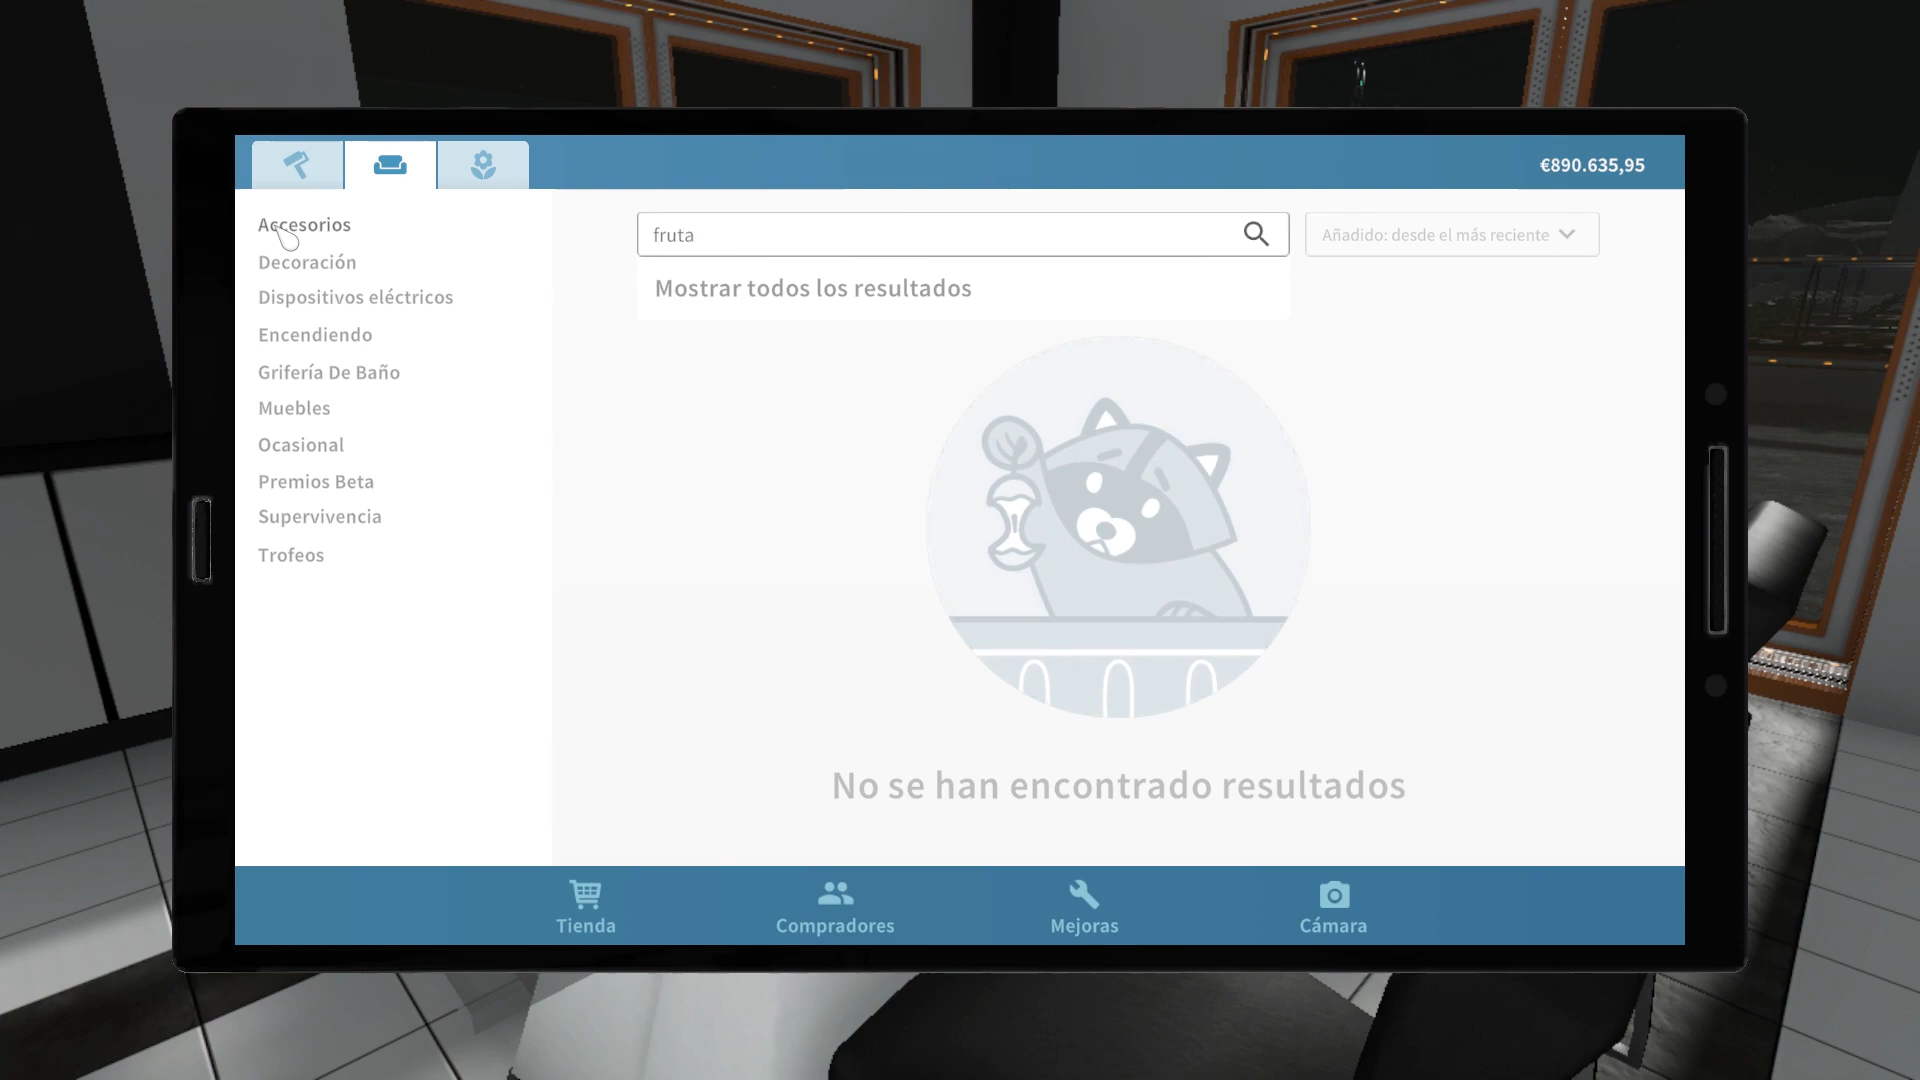 €890.635,95
Accesorios
Decoración
Dispositivos eléctricos
Encendiendo
Grifería De Baño
Muebles
Ocasional
Premios Beta
Supervivencia
Trofeos
fruta
Añadido: desde el más reciente
Mostrar todos los resultados
No se han encontrado resultados
Tienda
Compradores
Mejoras
Cámara